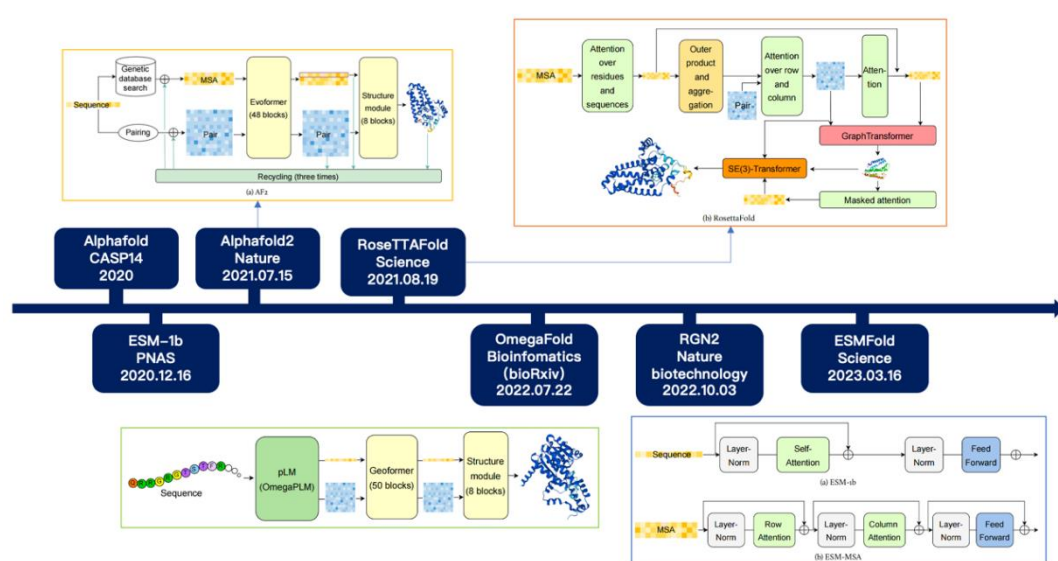 Genetic
database
search
Sequence
Pairing
MSA
Pair
Evoformer
(48 blocks)
Pair
Structure
module
(8 blocks)
Recycling (three times)
(a) AF2
MSA
Attention
over
residues
and
sequences
Outer
product
and
aggre-
gation
Pair
Attention
over row
and
column
Atten-
tion
GraphTransformer
SE(3)-Transformer
Masked attention
(b) RosettaFold
Alphafold
CASP14
2020
Alphafold2
Nature
2021.07.15
RoseTTAFold
Science
2021.08.19
ESM-1b
PNAS
2020.12.16
OmegaFold
Bioinfomatics
(bioRxiv)
2022.07.22
RGN2
Nature
biotechnology
2022.10.03
ESMFold
Science
2023.03.16
Sequence
pLM
(OmegaPLM)
Geoformer
(50 blocks)
Structure
module
(8 blocks)
Sequence
Layer-
Norm
Self-
Attention
Layer-
Norm
Feed
Forward
(a) ESM-1b
MSA
Layer-
Norm
Row
Attention
Layer-
Norm
Column
Attention
Layer-
Norm
Feed
Forward
(b) ESM-MSA